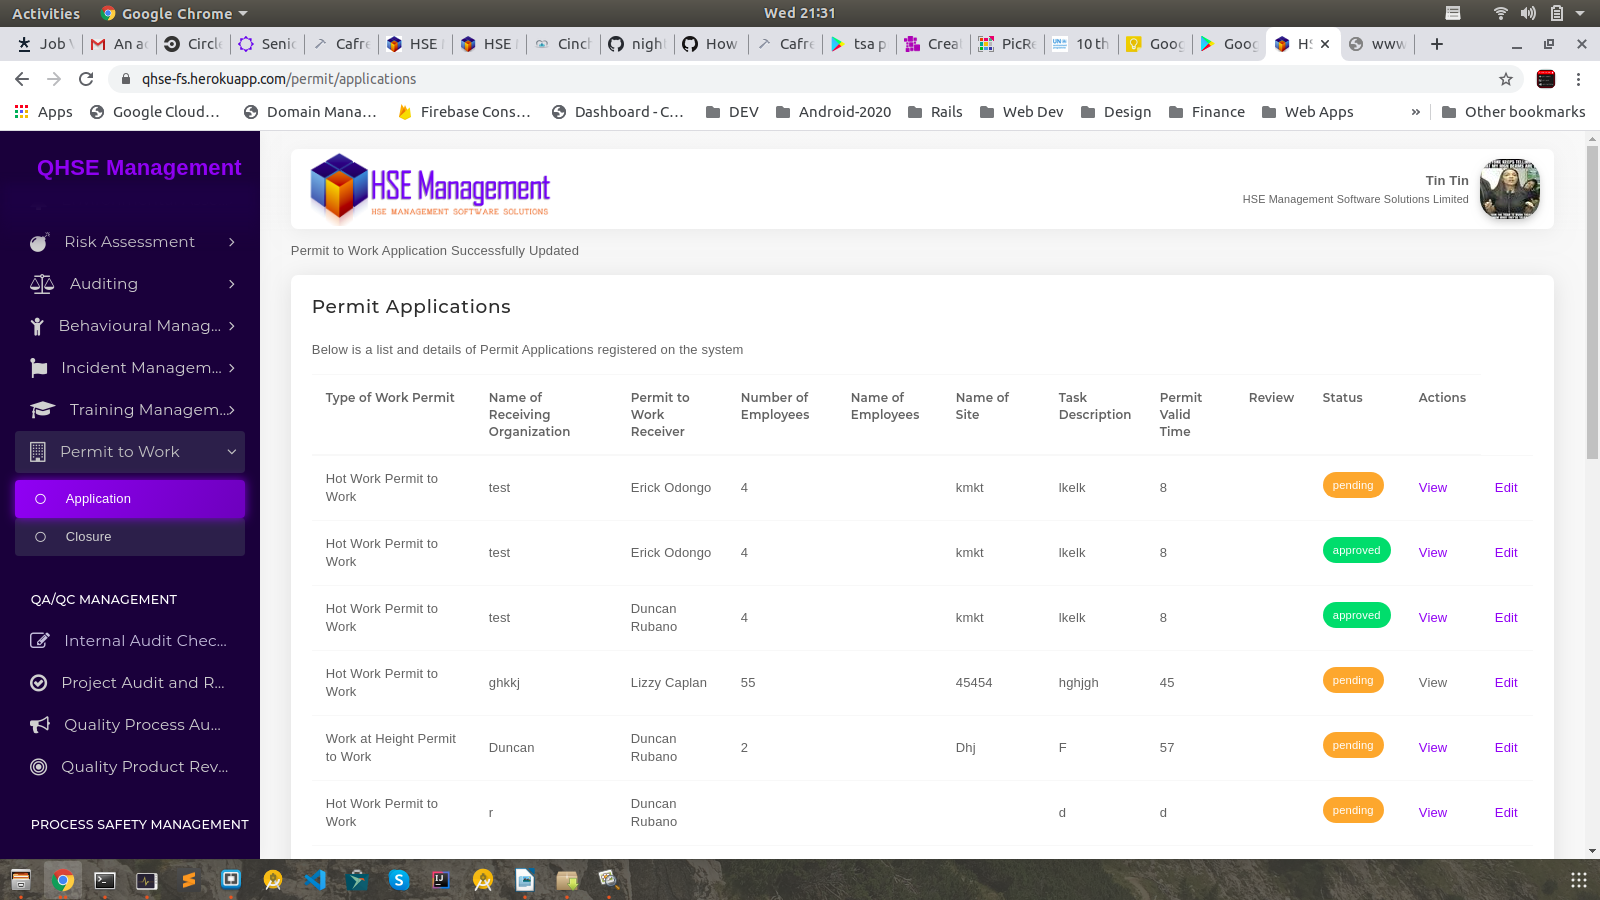 Activities
Google Chrome
Wed 21:31
Job
An ac
Circle
Senic
Cafre
HSE
HSE
Cinch
night
How
Cafre
tsa p
Creat
PicRe
10 th
Goog
Goog
HS
www
qhse-fs.herokuapp.com/permit/applications
Apps
Google Cloud…
Domain Mana…
Firebase Cons…
Dashboard - C…
DEV
Android-2020
Rails
Web Dev
Design
Finance
Web Apps
»
Other bookmarks
QHSE Management
Risk Assessment
Auditing
Behavioural Manag...
Incident Managem...
Training Managem...
Permit to Work
Application
Closure
QA/QC MANAGEMENT
Internal Audit Chec...
Project Audit and R...
Quality Process Au...
Quality Product Rev...
PROCESS SAFETY MANAGEMENT
HSE Management
HSE MANAGEMENT SOFTWARE SOLUTIONS
Tin Tin
HSE Management Software Solutions Limited
Permit to Work Application Successfully Updated
Permit Applications
Below is a list and details of Permit Applications registered on the system
Type of Work Permit
Name of Receiving Organization
Permit to Work Receiver
Number of Employees
Name of Employees
Name of Site
Task Description
Permit Valid Time
Review
Status
Actions
Hot Work Permit to Work test Erick Odongo 4 kmkt lkelk 8 pending View Edit
Hot Work Permit to Work test Erick Odongo 4 kmkt lkelk 8 approved View Edit
Hot Work Permit to Work test Duncan Rubano 4 kmkt lkelk 8 approved View Edit
Hot Work Permit to Work ghkkj Lizzy Caplan 55 45454 hghjgh 45 pending View Edit
Work at Height Permit to Work Duncan Duncan Rubano 2 Dhj F 57 pending View Edit
Hot Work Permit to Work r Duncan Rubano d d pending View Edit